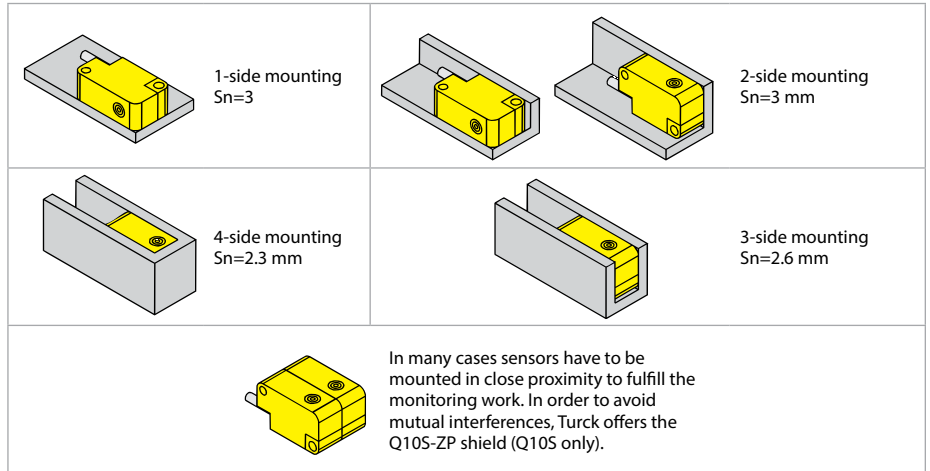 1-side mounting
Sn=3
2-side mounting
Sn=3 mm
4-side mounting
Sn=2.3 mm
3-side mounting
Sn=2.6 mm
In many cases sensors have to be
mounted in close proximity to fulfill the
monitoring work. In order to avoid
mutual interferences, Turck offers the
Q10S-ZP shield (Q10S only).